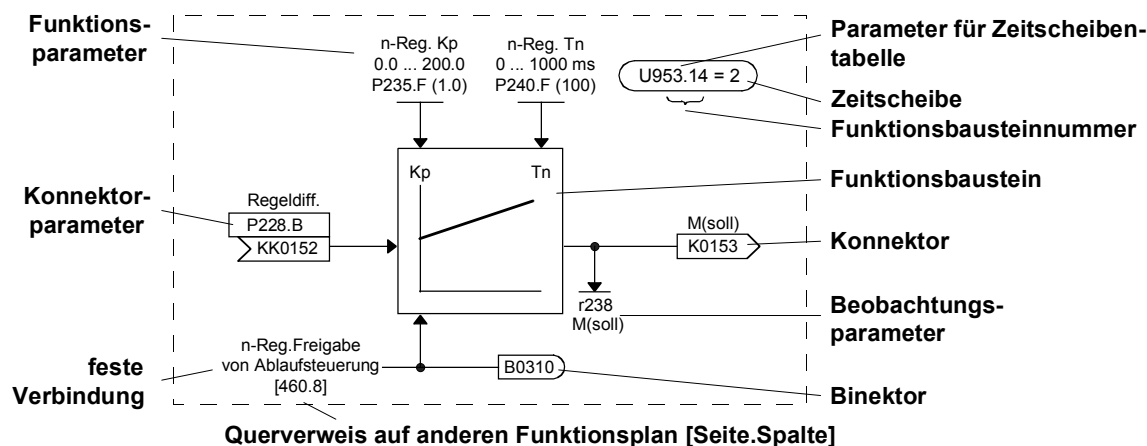 Funktions-
parameter
n-Reg. Kp
0.0 ... 200.0
P235.F (1.0)
n-Reg. Tn
0 ... 1000 ms
P240.F (100)
U953.14 = 2
Parameter für Zeitscheiben-
tabelle
Zeitscheibe
Funktionsbausteinnummer
Kp
Tn
Funktionsbaustein
Konnektor-
parameter
Regeldiff.
P228.B
KK0152
M(soll)
K0153
Konnektor
r238
M(soll)
Beobachtungs-
parameter
feste
Verbindung
n-Reg.Freigabe
von Ablaufsteuerung
[460.8]
B0310
Binektor
Querverweis auf anderen Funktionsplan [Seite.Spalte]